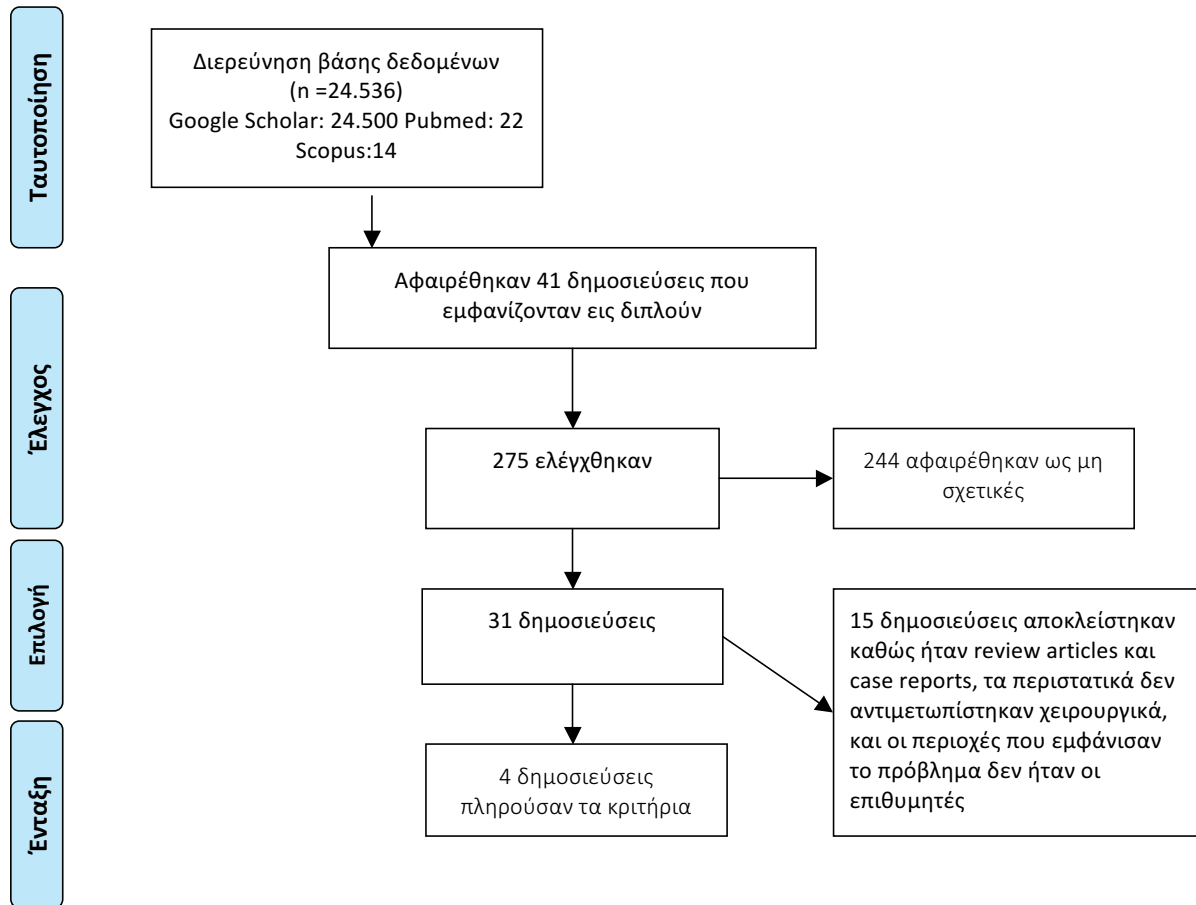 Ταυτοποίηση
Διερεύνηση βάσης δεδομένων
(n =24.536)
Google Scholar: 24.500 Pubmed: 22
Scopus:14
Αφαιρέθηκαν 41 δημοσιεύσεις που
εμφανίζονταν εις διπλούν
Έλεγχος
275 ελέγχθηκαν
244 αφαιρέθηκαν ως μη
σχετικές
Επιλογή
31 δημοσιεύσεις
15 δημοσιεύσεις αποκλείστηκαν
καθώς ήταν review articles και
case reports, τα περιστατικά δεν
αντιμετωπίστηκαν χειρουργικά,
και οι περιοχές που εμφάνισαν
το πρόβλημα δεν ήταν οι
επιθυμητές
Ένταξη
4 δημοσιεύσεις
πληρούσαν τα κριτήρια